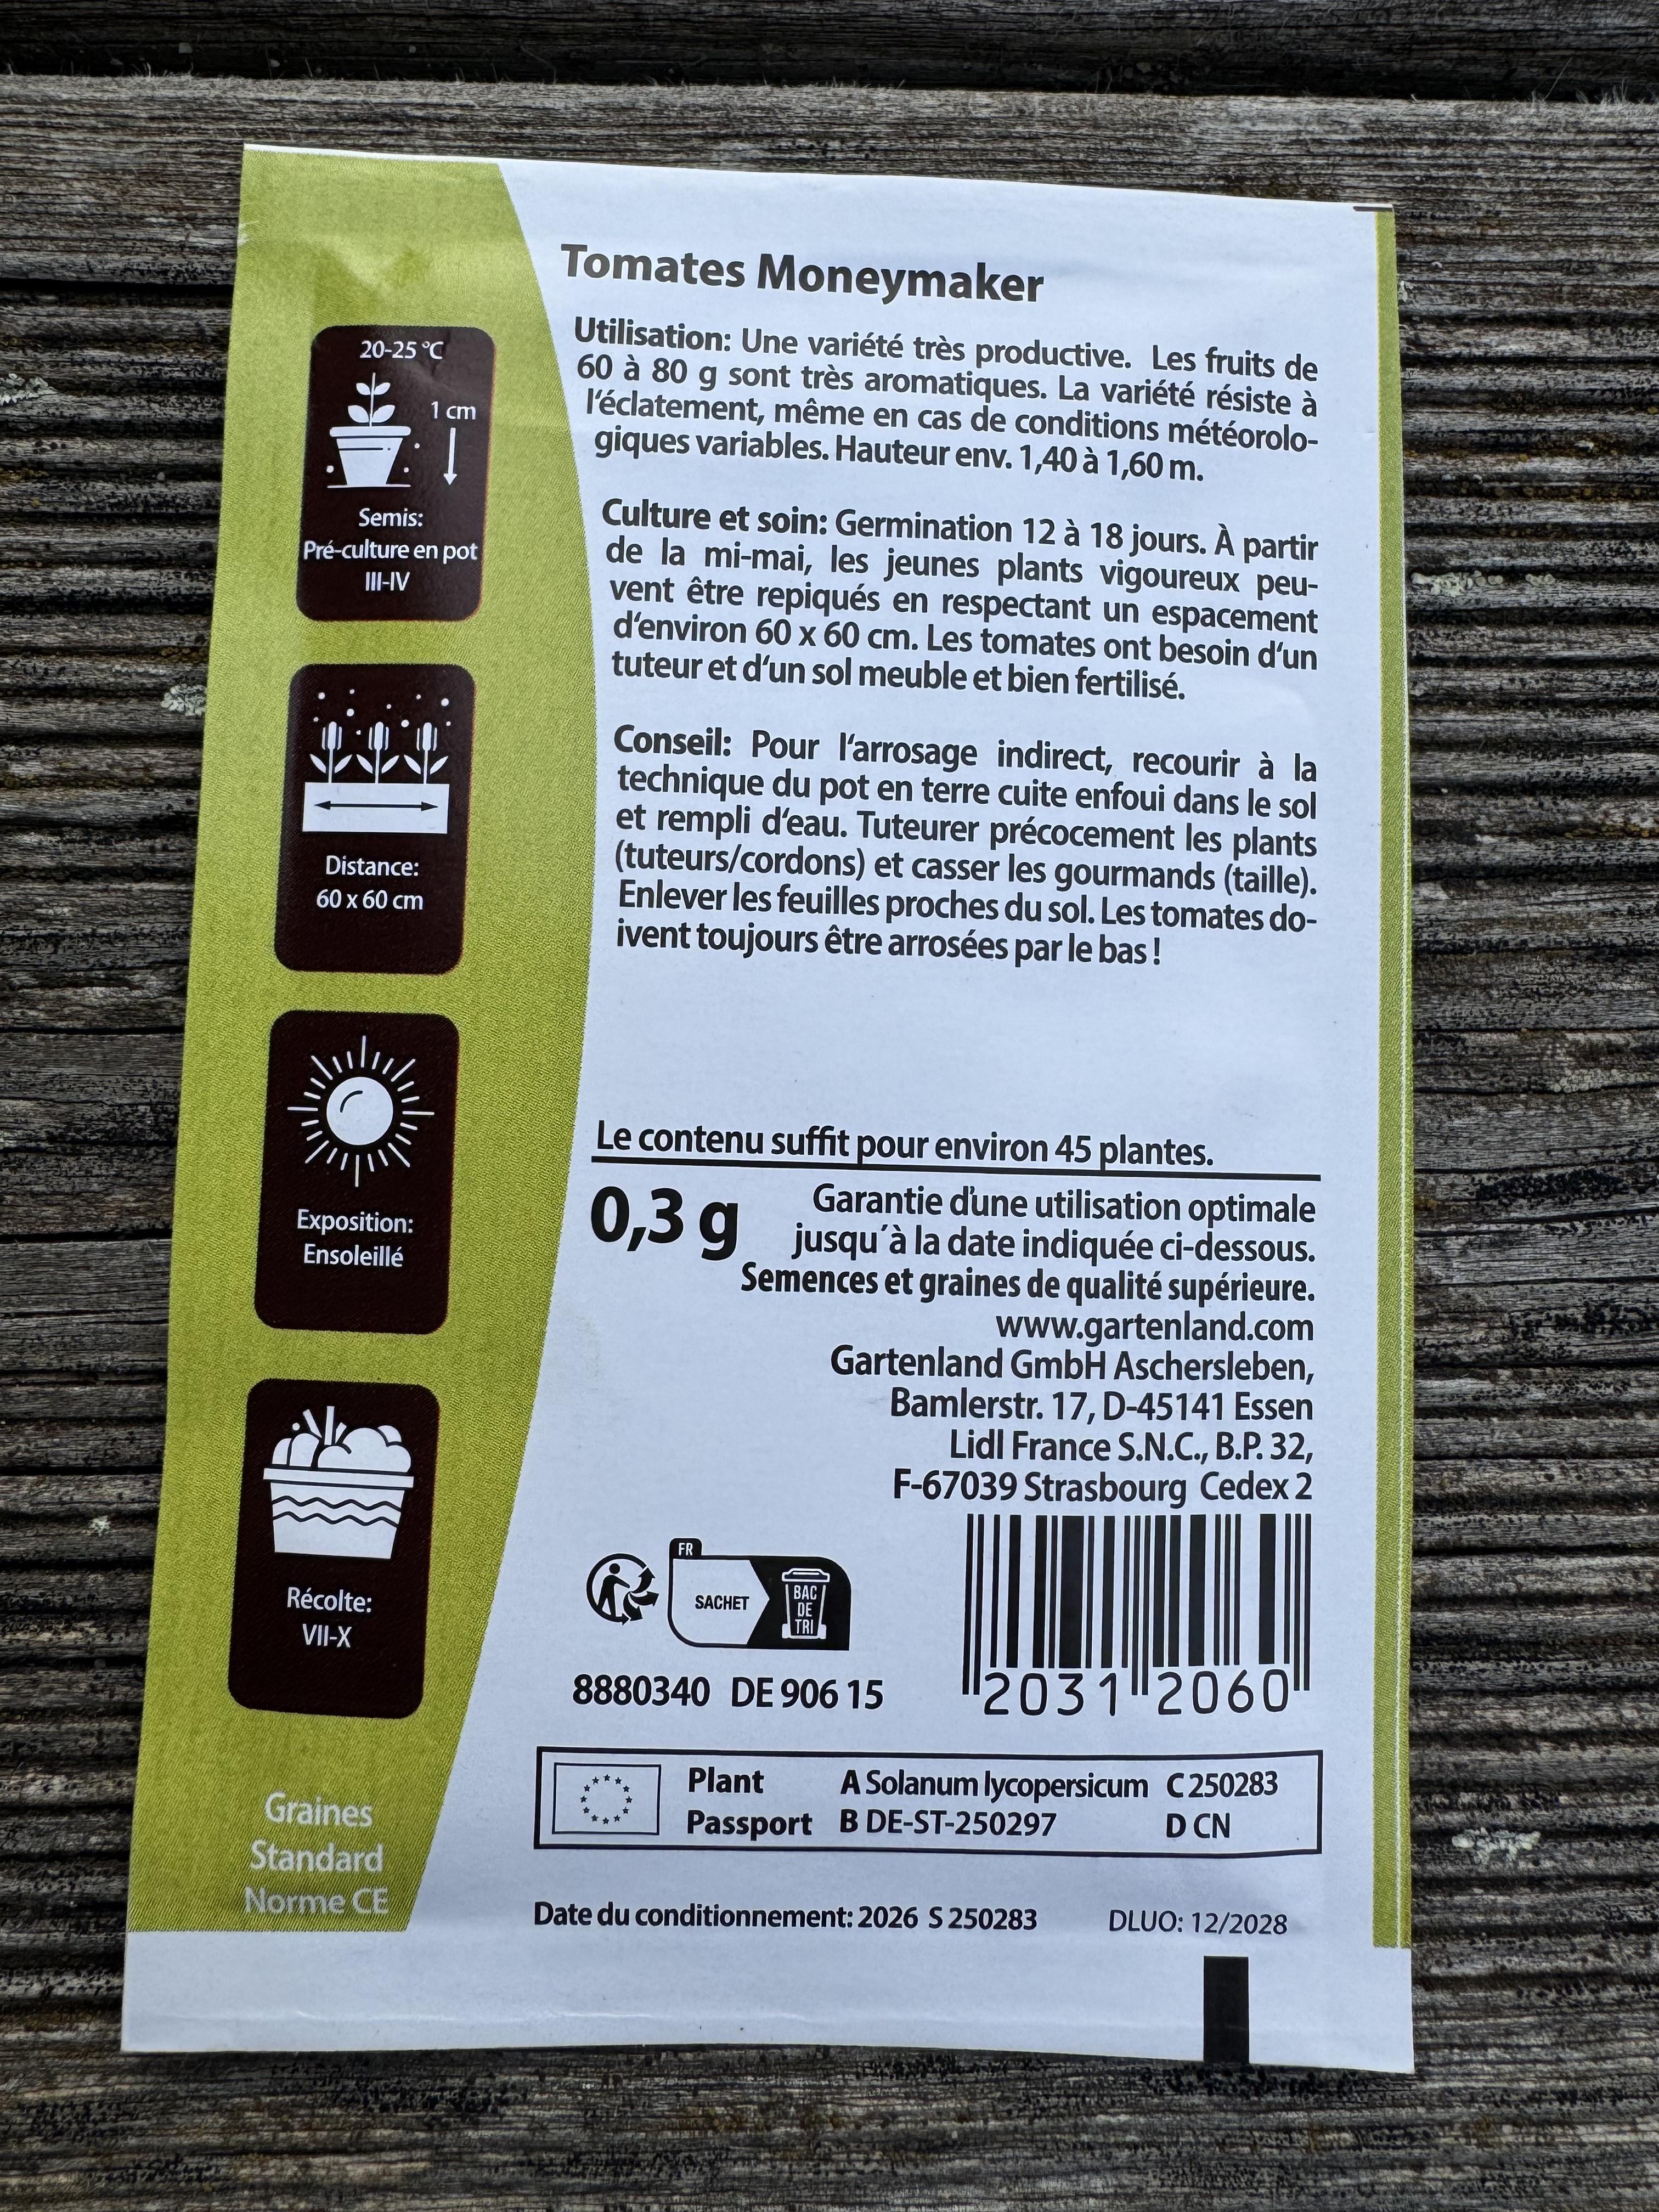 Tomates Moneymaker
Utilisation: Une variété très productive. Les fruits de
60 à 80 g sont très aromatiques. La variété résiste à
l'éclatement, même en cas de conditions météorolo-
giques variables. Hauteur env. 1,40 à 1,60 m.
Culture et soin: Germination 12 à 18 jours. À partir
de la mi-mai, les jeunes plants vigoureux peu-
vent être repiqués en respectant un espacement
d'environ 60 x 60 cm. Les tomates ont besoin d'un
tuteur et d'un sol meuble et bien fertilisé.
Conseil: Pour l'arrosage indirect, recourir à la
technique du pot en terre cuite enfoui dans le sol
et rempli d'eau. Tuteurer précocement les plants
(tuteurs/cordons) et casser les gourmands (taille).
Enlever les feuilles proches du sol. Les tomates do-
ivent toujours être arrosées par le bas !
20-25 °C
1 cm
Semis:
Pré-culture en pot
III-IV
Distance:
60 x 60 cm
Exposition:
Ensoleillé
Récolte:
VII-X
Graines
Standard
Norme CE
Le contenu suffit pour environ 45 plantes.
0,3 g
Garantie d'une utilisation optimale
jusqu´à la date indiquée ci-dessous.
Semences et graines de qualité supérieure.
www.gartenland.com
Gartenland GmbH Aschersleben,
Bamlerstr. 17, D-45141 Essen
Lidl France S.N.C., B.P. 32,
F-67039 Strasbourg Cedex 2
FR
SACHET
BAC
DE
TRI
8880340 DE 906 15
2031 2060
Plant A Solanum lycopersicum C 250283
Passport B DE-ST-250297 D CN
Date du conditionnement: 2026 S 250283 DLUO: 12/2028